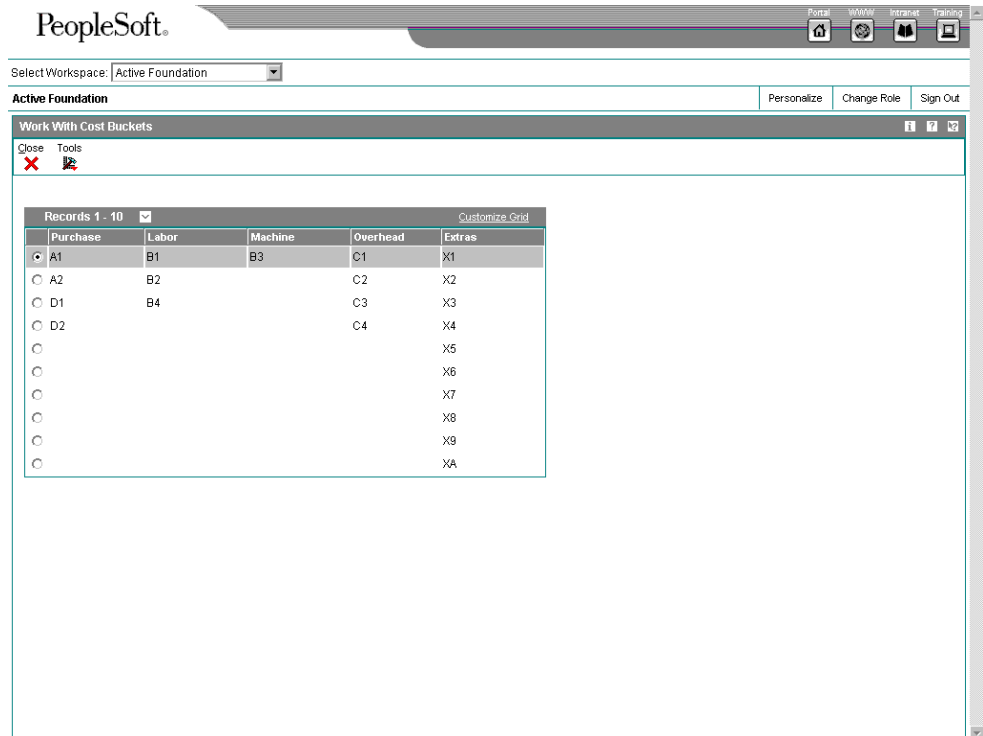 Portal WWW Intranet Training
PeopleSoft®
Select Workspace: Active Foundation
Active Foundation Personalize Change Role Sign Out
Work With Cost Buckets i ? ?
Close Tools
Records 1 - 10 Customize Grid
Purchase Labor Machine Overhead Extras
A1 B1 B3 C1 X1
A2 B2 C2 X2
D1 B4 C3 X3
D2 C4 X4
X5
X6
X7
X8
X9
XA